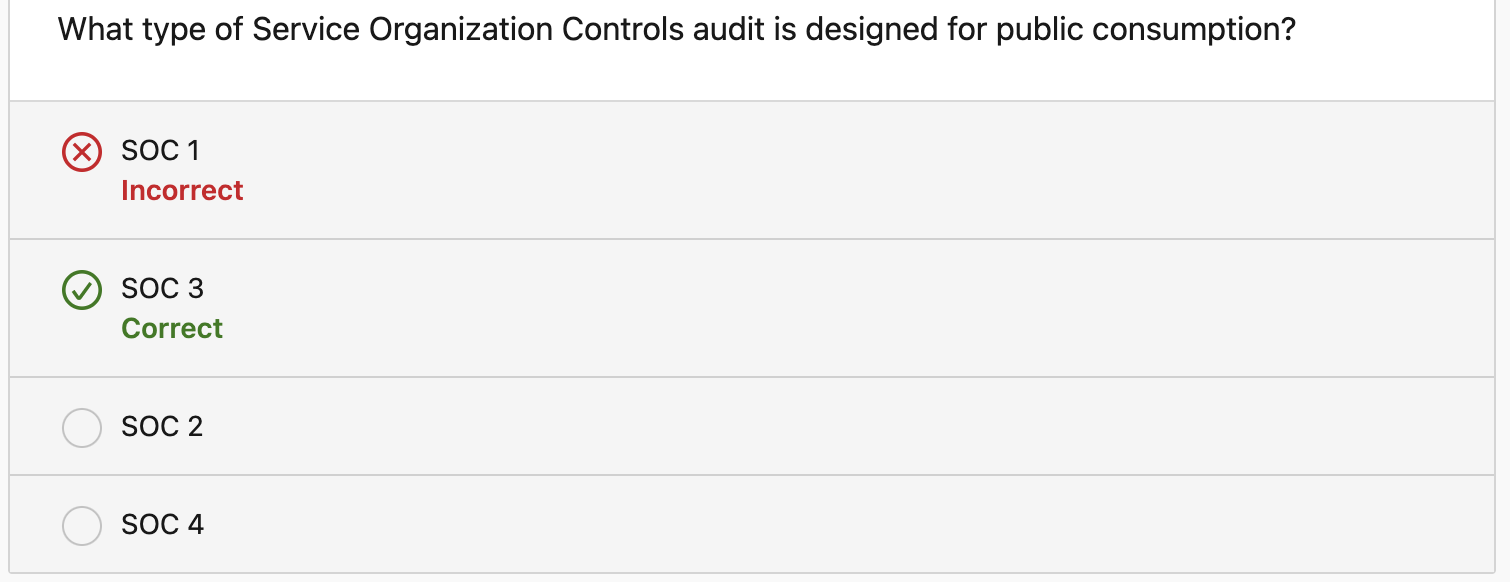 What type of Service Organization Controls audit is designed for public consumption?
SOC 1
Incorrect
SOC 3
Correct
SOC 2
SOC 4